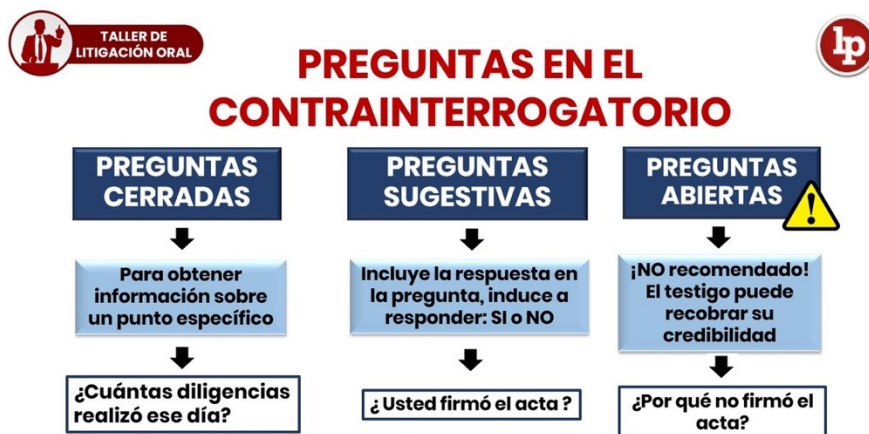 TALLER DE
LITIGACIÓN ORAL
lp
PREGUNTAS EN EL
CONTRAINTERROGATORIO
PREGUNTAS
CERRADAS
Para obtener
información sobre
un punto específico
¿Cuántas diligencias
realizó ese día?
PREGUNTAS
SUGESTIVAS
Incluye la respuesta en
la pregunta, induce a
responder: SI o NO
¿Usted firmó el acta ?
PREGUNTAS
ABIERTAS
¡NO recomendado!
El testigo puede
recobrar su
credibilidad
¿Por qué no firmó el
acta?